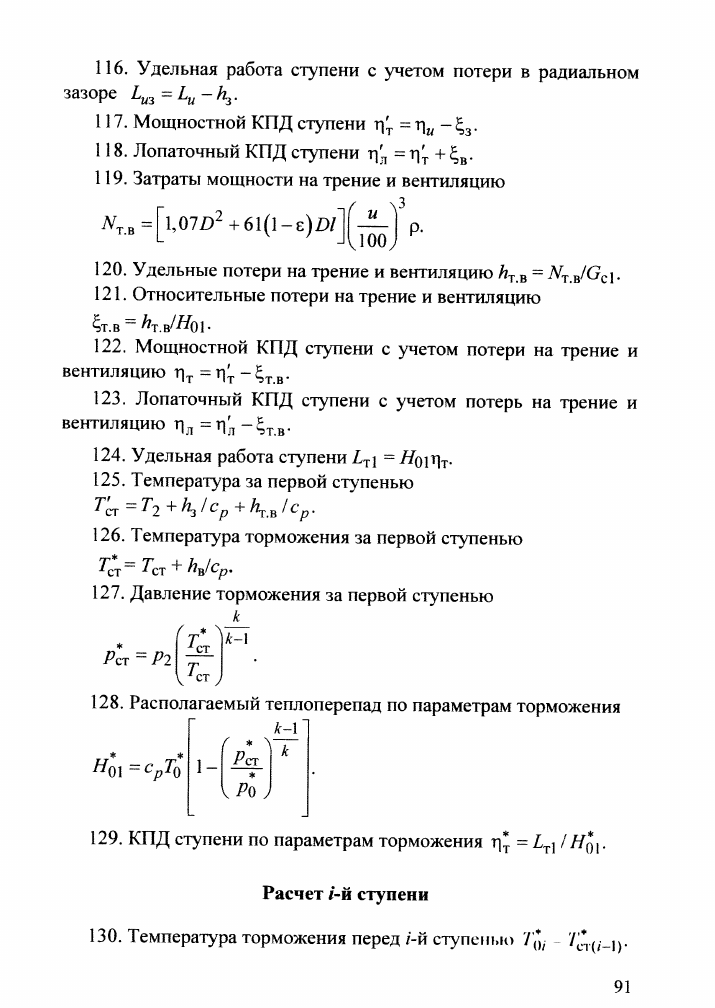 116. Удельная работа ступени с учетом потери в радиальном
зазоре L_{uз} = L_u – h_з.
117. Мощностной КПД ступени η'_т = η_u – ξ_з.
118. Лопаточный КПД ступени η'_л = η'_т + ξ_в.
119. Затраты мощности на трение и вентиляцию
N_{т.в} = [1,07D² + 61(1–ε)Dl](u/100)³ρ.
120. Удельные потери на трение и вентиляцию h_{т.в} = N_{т.в}/G_{с1}.
121. Относительные потери на трение и вентиляцию
ξ_{т.в} = h_{т.в}/H_{01}.
122. Мощностной КПД ступени с учетом потери на трение и
вентиляцию η_т = η'_т – ξ_{т.в}.
123. Лопаточный КПД ступени с учетом потерь на трение и
вентиляцию η_л = η'_л – ξ_{т.в}.
124. Удельная работа ступени L_{т1} = H_{01}η_т.
125. Температура за первой ступенью
T'_{ст} = T_2 + h_з/c_p + h_{т.в}/c_p.
126. Температура торможения за первой ступенью
T*_{ст} = T_{ст} + h_в/c_p.
127. Давление торможения за первой ступенью
p*_{ст} = p_2(T*_{ст}/T_{ст})^{k/(k–1)}.
128. Располагаемый теплоперепад по параметрам торможения
H*_{01} = c_pT*_0[1–(p*_{ст}/p*_0)^{(k–1)/k}].
129. КПД ступени по параметрам торможения η*_т = L_{т1}/H*_{01}.
Расчет i-й ступени
130. Температура торможения перед i-й ступенью T*_{0i} – T*_{ст(i–1)}.
91